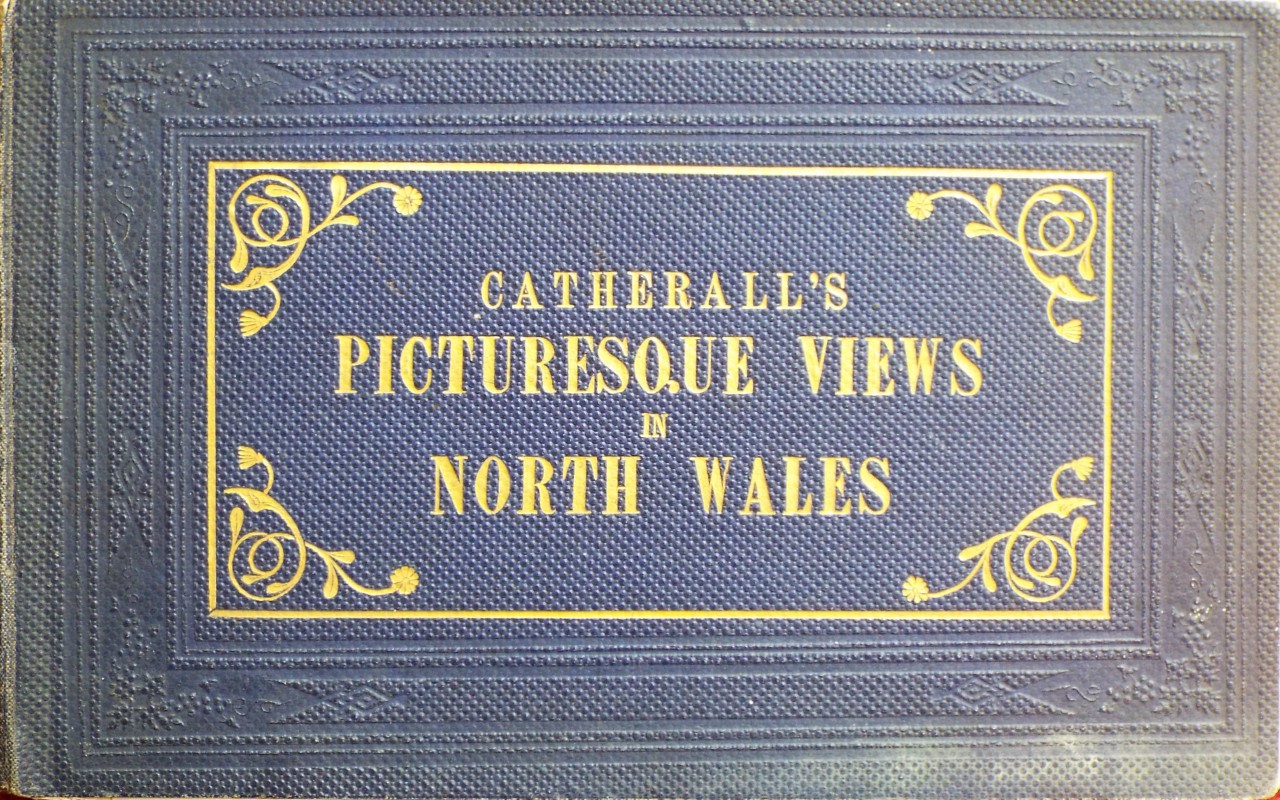 CATHERALL'S
PICTURESQUE VIEWS
IN
NORTH WALES